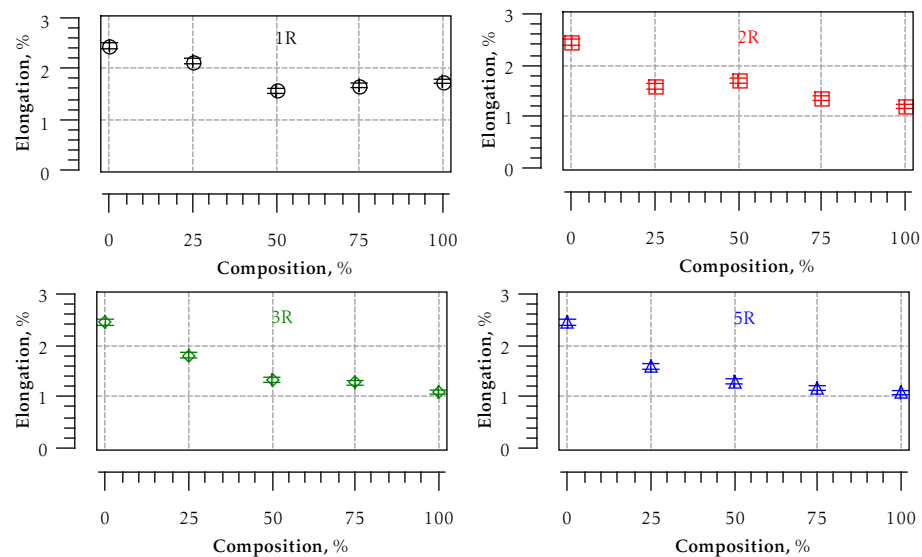 3
2
1
0
Elongation, %
1R
0 25 50 75 100
Composition, %
3
2
1
0
Elongation, %
2R
0 25 50 75 100
Composition, %
3
2
1
0
Elongation, %
3R
0 25 50 75 100
Composition, %
3
2
1
0
Elongation, %
5R
0 25 50 75 100
Composition, %